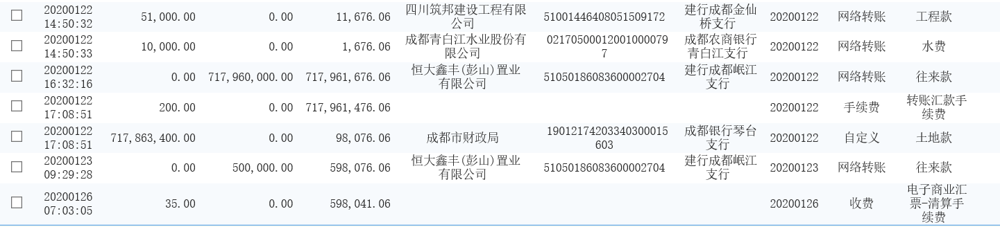 20200122 14:50:32 51,000.00 0.00 11,676.06 四川筑邦建设工程有限公司 51001446408051509172 建行成都金仙桥支行 20200122 网络转账 工程款
20200122 14:50:33 10,000.00 0.00 1,676.06 成都青白江水业股份有限公司 02170500012001000079 7 成都农商银行青白江支行 20200122 网络转账 水费
20200122 16:32:16 0.00 717,960,000.00 717,961,676.06 恒大鑫丰(彭山)置业有限公司 51050186083600002704 建行成都岷江支行 20200122 网络转账 往来款
20200122 17:08:51 200.00 0.00 717,961,476.06 20200122 手续费 转账汇款手续费
20200122 17:08:51 717,863,400.00 0.00 98,076.06 成都市财政局 19012174203340300015 603 成都银行琴台支行 20200122 自定义 土地款
20200123 09:29:28 0.00 500,000.00 598,076.06 恒大鑫丰(彭山)置业有限公司 51050186083600002704 建行成都岷江支行 20200123 网络转账 往来款
20200126 07:03:05 35.00 0.00 598,041.06 20200126 收费 电子商业汇票-清算手续费